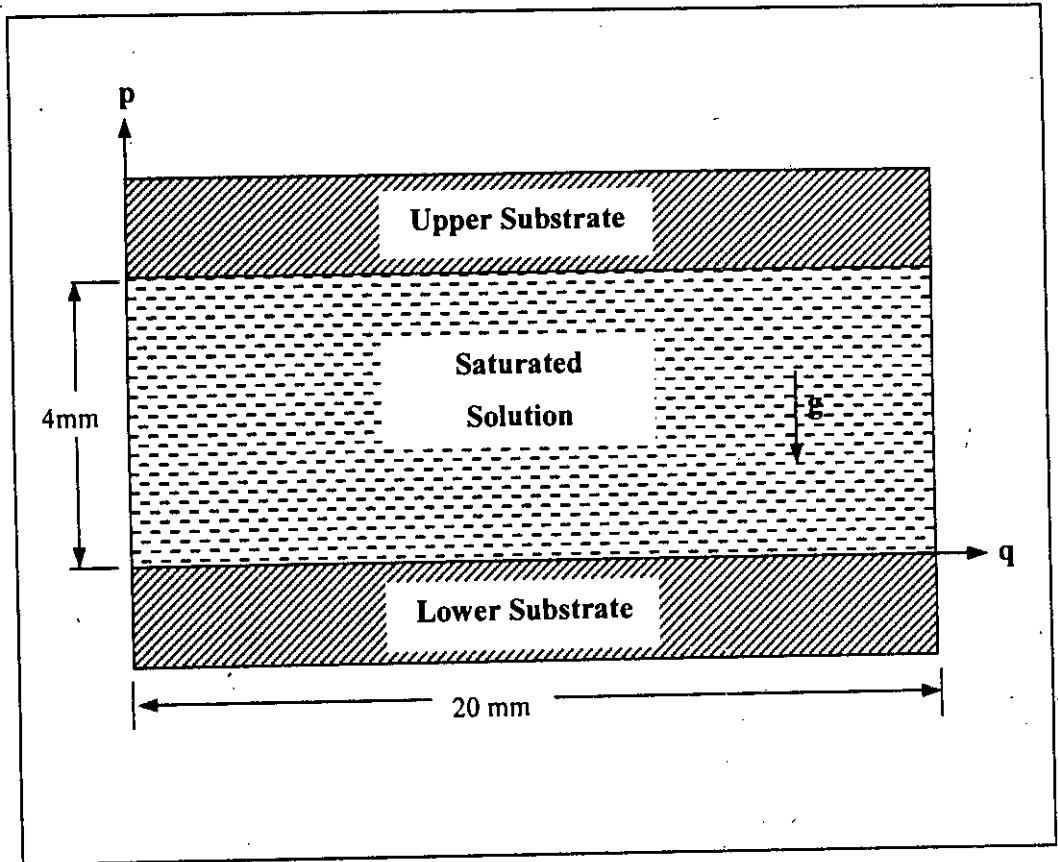 p
Upper Substrate
Saturated
Solution
g
4mm
q
Lower Substrate
20 mm